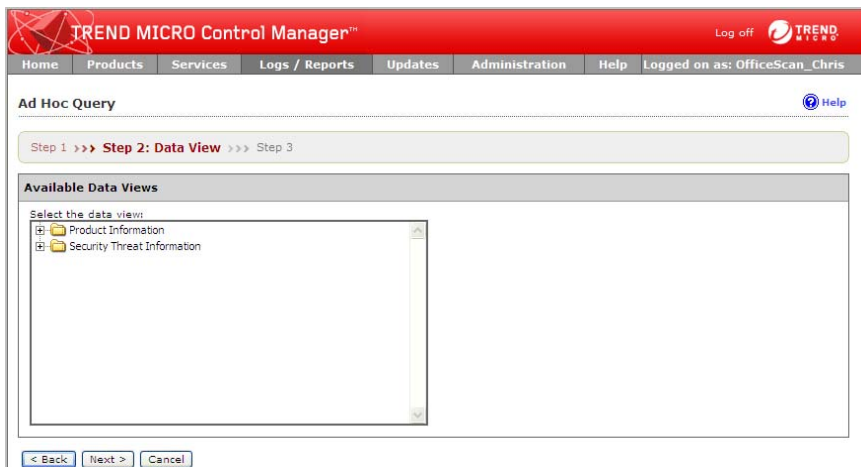 TREND MICRO Control Manager™
Log off
TREND MICRO
Home Products Services Logs / Reports Updates Administration Help Logged on as: OfficeScan_Chris
Ad Hoc Query
Help
Step 1 >>> Step 2: Data View >>> Step 3
Available Data Views
Select the data view:
Product Information
Security Threat Information
< Back Next > Cancel